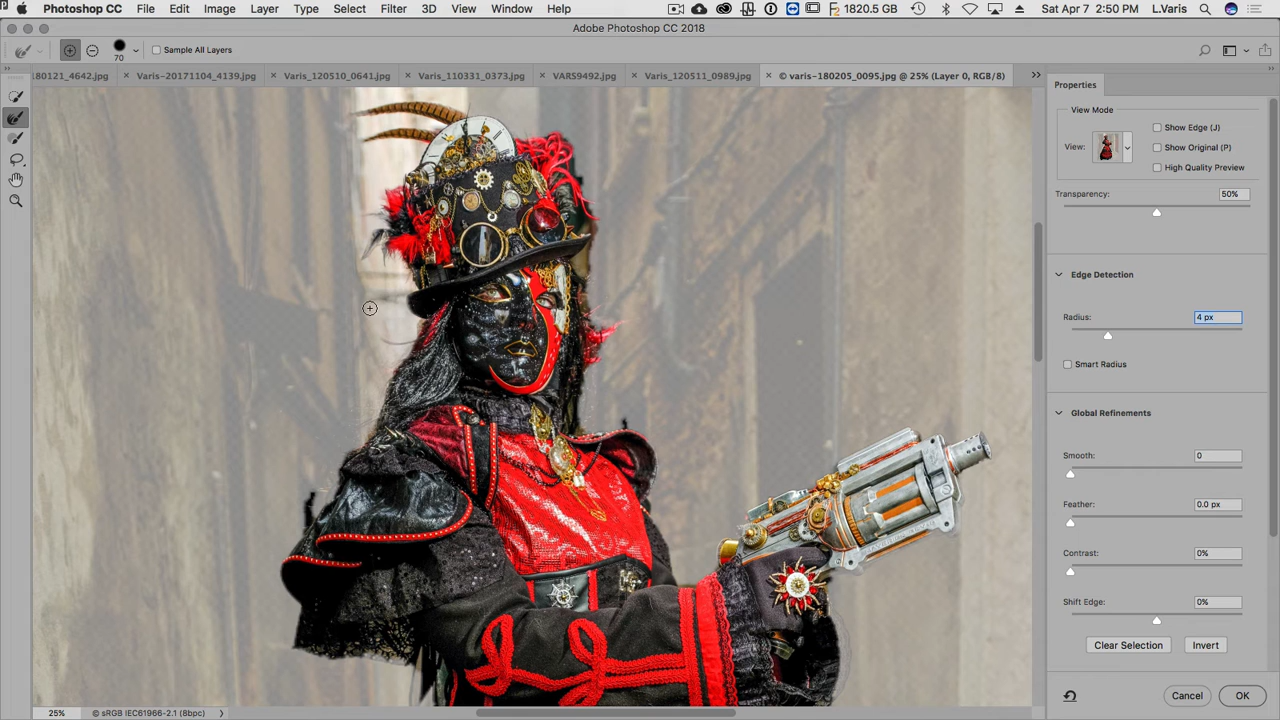 Photoshop CC File Edit Image Layer Type Select Filter 3D View Window Help 1820.5 GB Sat Apr 7 2:50 PM L.Varis
Adobe Photoshop CC 2018
70 Sample All Layers
180121_4642.jpg × Varis-20171104_4139.jpg × Varis_120510_0641.jpg × Varis_110331_0373.jpg × VARS9492.jpg × Varis_120511_0989.jpg × © varis-180205_0095.jpg @ 25% (Layer 0, RGB/8)
Properties
View Mode
Show Edge (J)
View:
Show Original (P)
High Quality Preview
Transparency: 50%
Edge Detection
Radius: 4 px
Smart Radius
Global Refinements
Smooth: 0
Feather: 0.0 px
Contrast: 0%
Shift Edge: 0%
Clear Selection Invert
Cancel OK
25% © sRGB IEC61966-2.1 (8bpc)